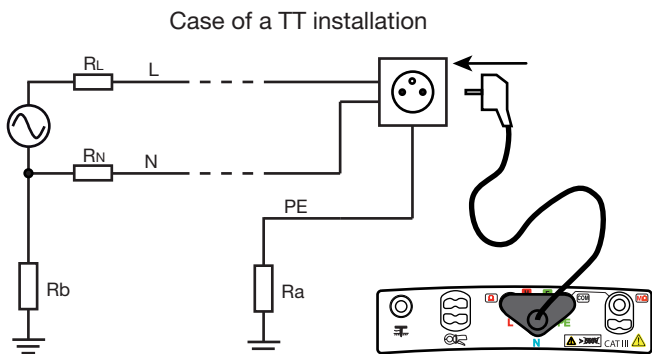 Case of a TT installation
RL
L
RN
N
PE
Rb
Ra
COM
L
PE
N
CAT III